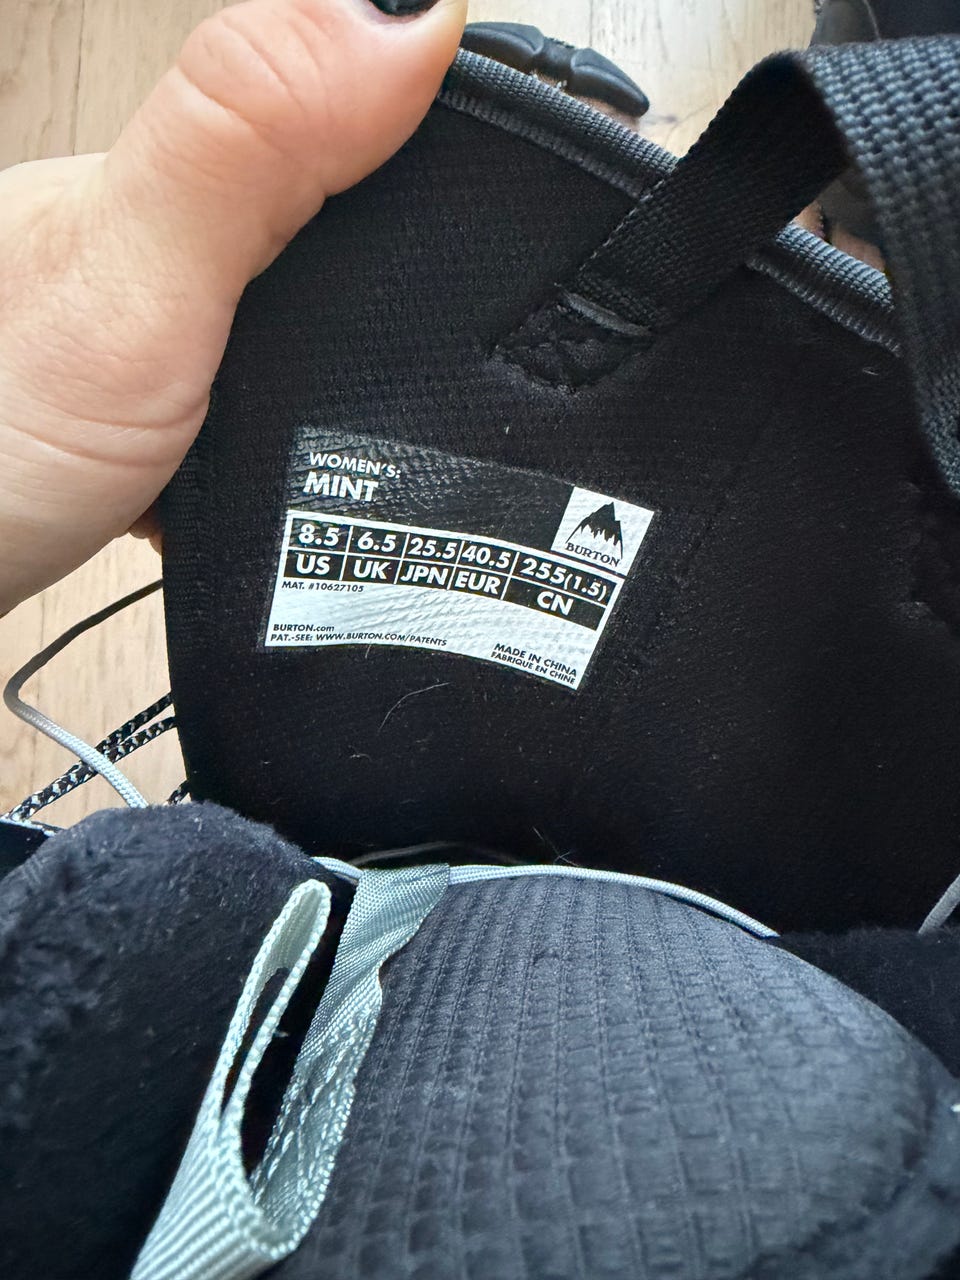 WOMEN'S:
MINT
BURTON
8.5 6.5 25.5 40.5 255(1.5)
US UK JPN EUR CN
MAT. #10627105
BURTON.com
PAT.-SEE: WWW.BURTON.COM/PATENTS
MADE IN CHINA
FABRIQUE EN CHINE